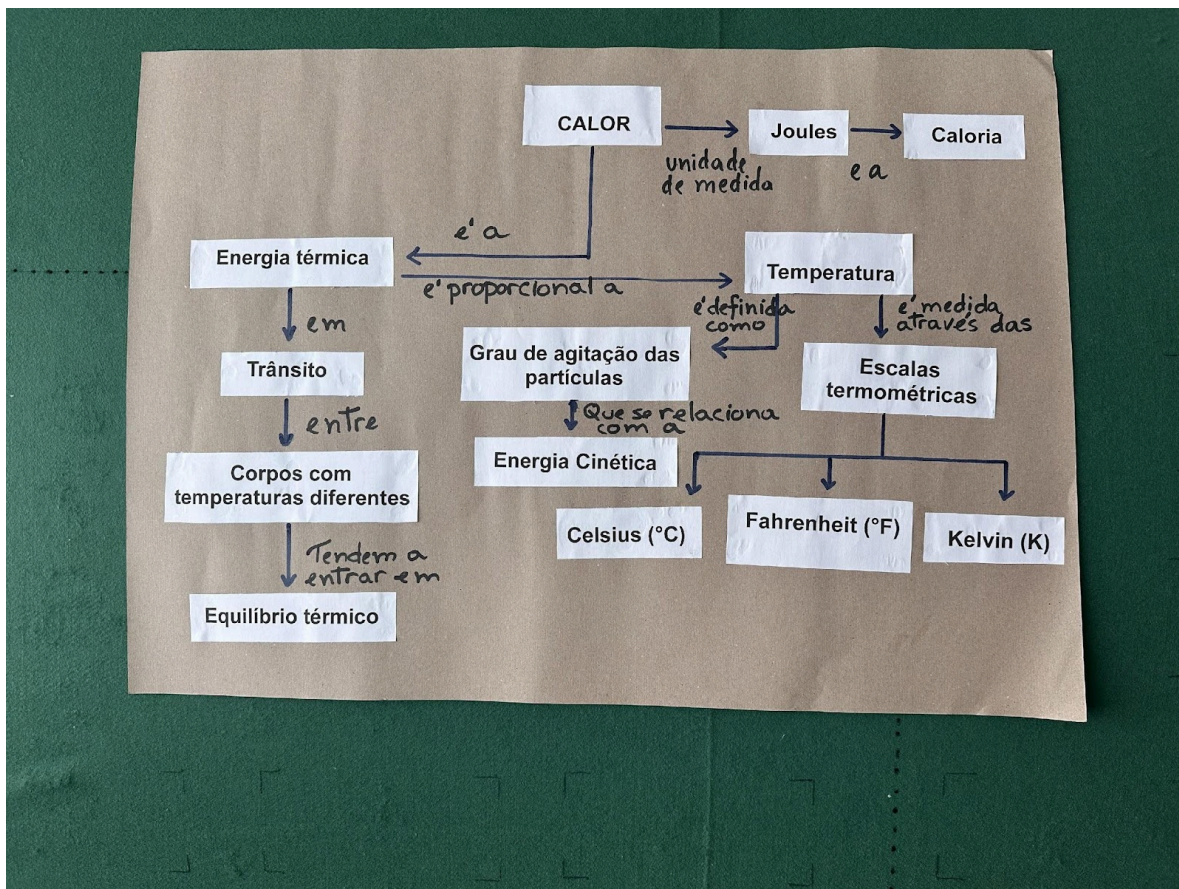 CALOR
unidade
de medida
Joules
e a
Caloria
é a
Energia térmica
é proporcional a
Temperatura
em
Trânsito
entre
Corpos com
temperaturas diferentes
Tendem a
entrar em
Equilíbrio térmico
é definida
como
Grau de agitação das
partículas
Que se relaciona
com a
Energia Cinética
é medida
através das
Escalas
termométricas
Celsius (°C)
Fahrenheit (°F)
Kelvin (K)